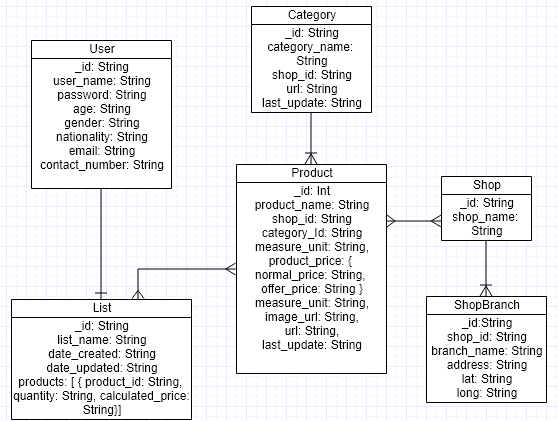 Category
_id: String
category_name:
String
shop_id: String
url: String
last_update: String
User
_id: String
user_name: String
password: String
age: String
gender: String
nationality: String
email: String
contact_number: String
Product
_id: Int
product_name: String
shop_id: String
category_Id: String
measure_unit: String,
product_price: {
normal_price: String,
offer_price: String }
measure_unit: String,
image_url: String,
url: String,
last_update: String
Shop
_id: String
shop_name:
String
List
_id: String
list_name: String
date_created: String
date_updated: String
products: [ { product_id: String,
quantity: String, calculated_price:
String}]
ShopBranch
_id:String
shop_id: String
branch_name: String
address: String
lat: String
long: String